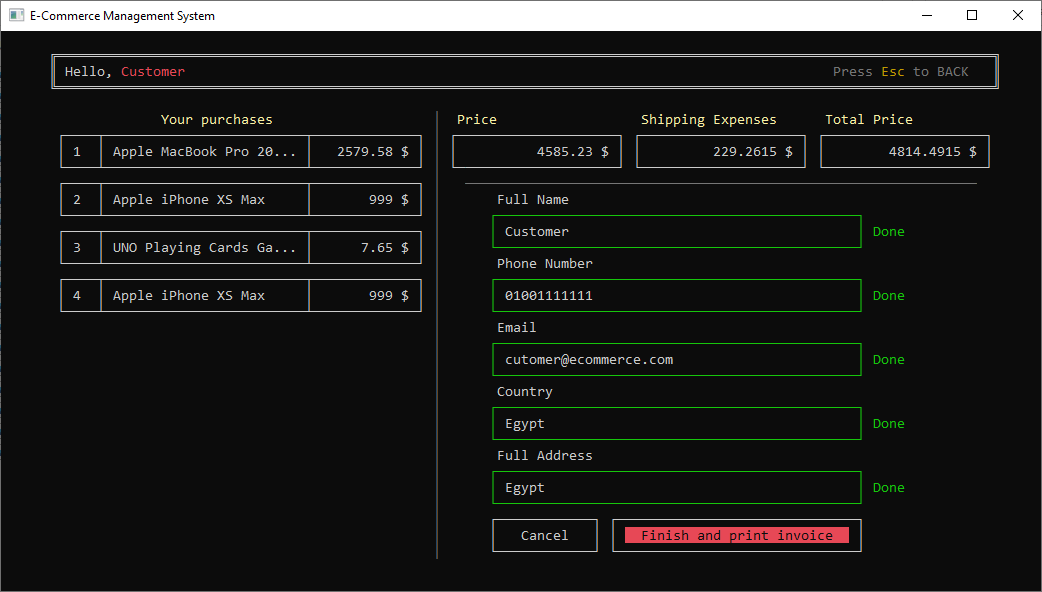 E-Commerce Management System
Hello, Customer Press Esc to BACK
Your purchases
1 Apple MacBook Pro 20... 2579.58 $
2 Apple iPhone XS Max 999 $
3 UNO Playing Cards Ga... 7.65 $
4 Apple iPhone XS Max 999 $
Price Shipping Expenses Total Price
4585.23 $ 229.2615 $ 4814.4915 $
Full Name
Customer Done
Phone Number
01001111111 Done
Email
cutomer@ecommerce.com Done
Country
Egypt Done
Full Address
Egypt Done
Cancel Finish and print invoice